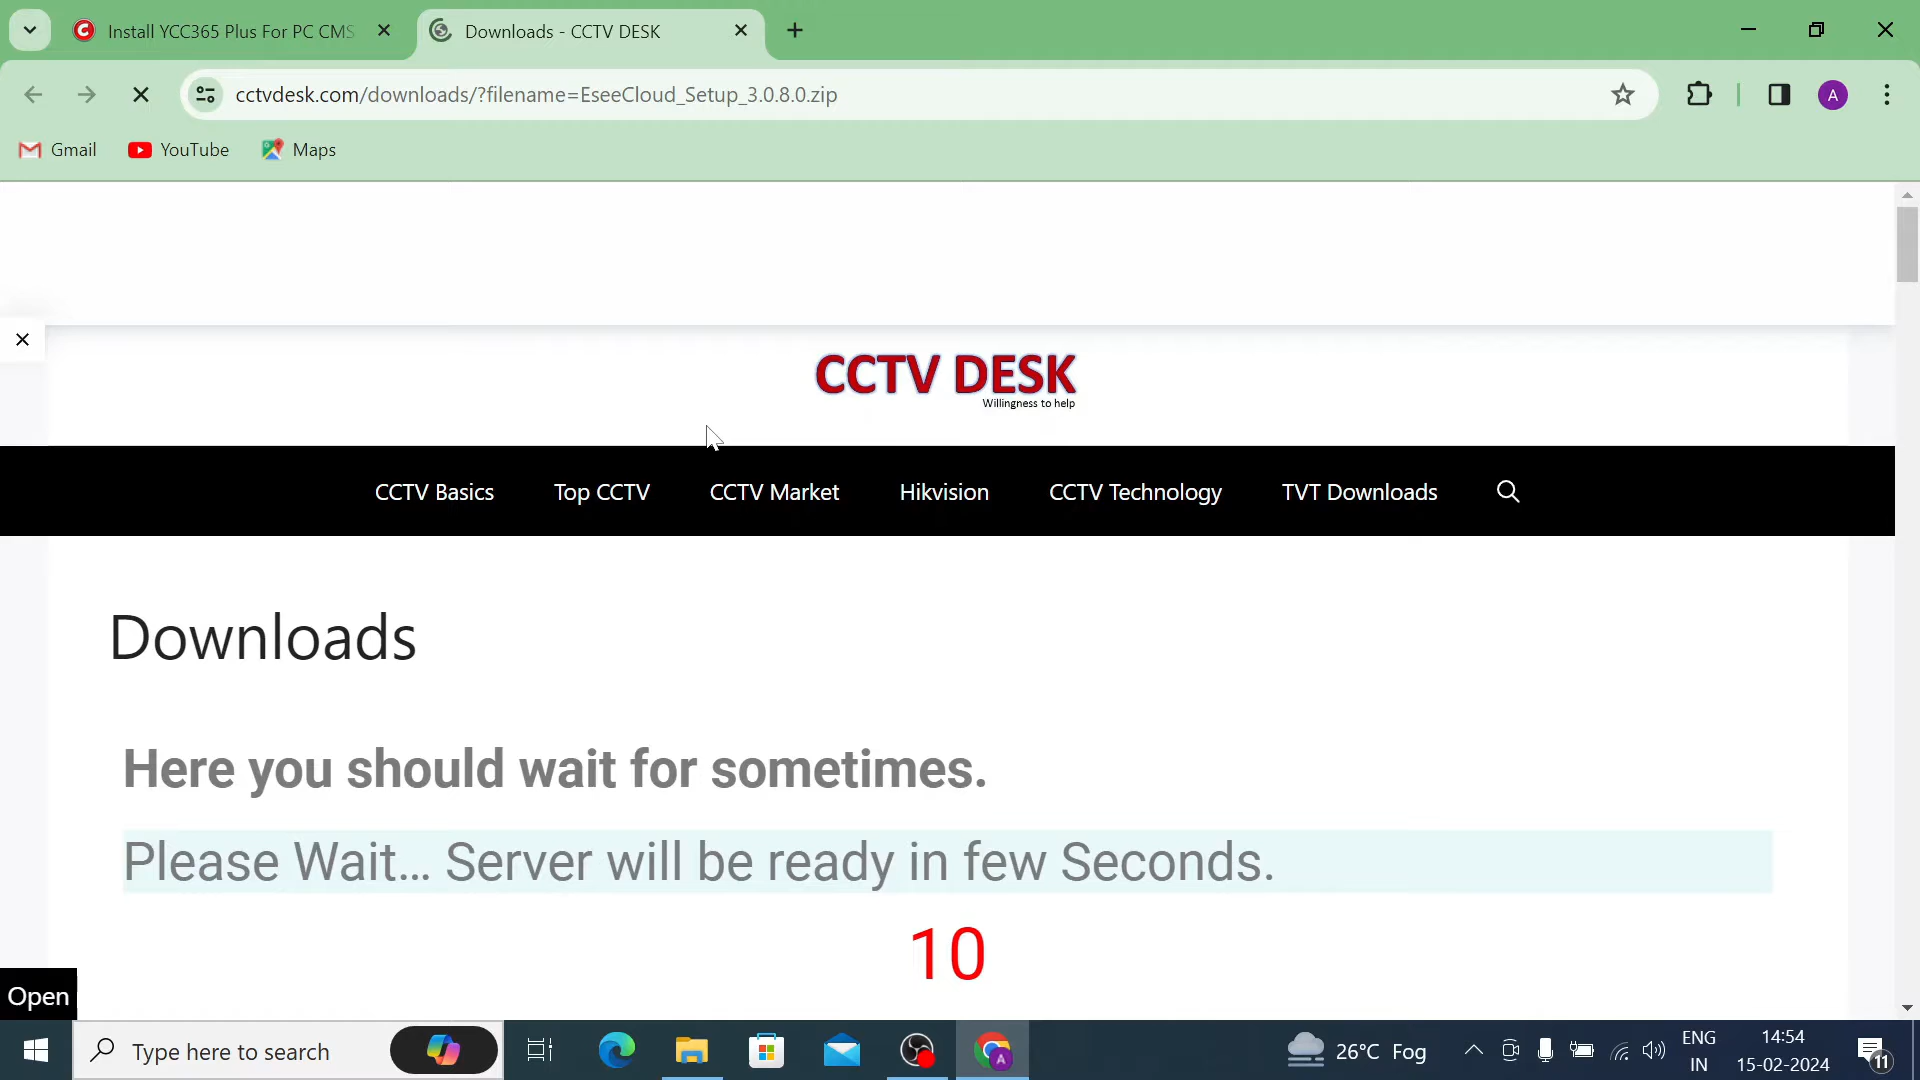 Install YCC365 Plus For PC CMS
Downloads - CCTV DESK
cctvdesk.com/downloads/?filename=EseeCloud_Setup_3.0.8.0.zip
A
Gmail
YouTube
Maps
CCTV DESK
Willingness to help
CCTV Basics
Top CCTV
CCTV Market
Hikvision
CCTV Technology
TVT Downloads
Downloads
Here you should wait for sometimes.
Please Wait... Server will be ready in few Seconds.
10
Open
Type here to search
A
26°C Fog
ENG
IN
14:54
15-02-2024
11